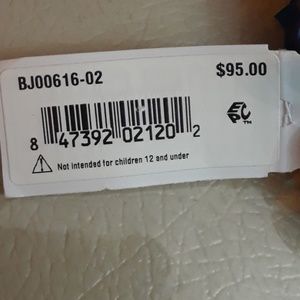 BJ00616-02 $95.00
8 47392 02120 2
Not intended for children 12 and under